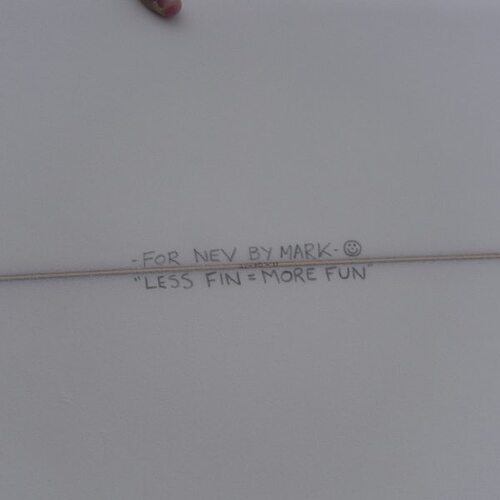 -FOR NEV BY MARK- ☺
"LESS FIN = MORE FUN"